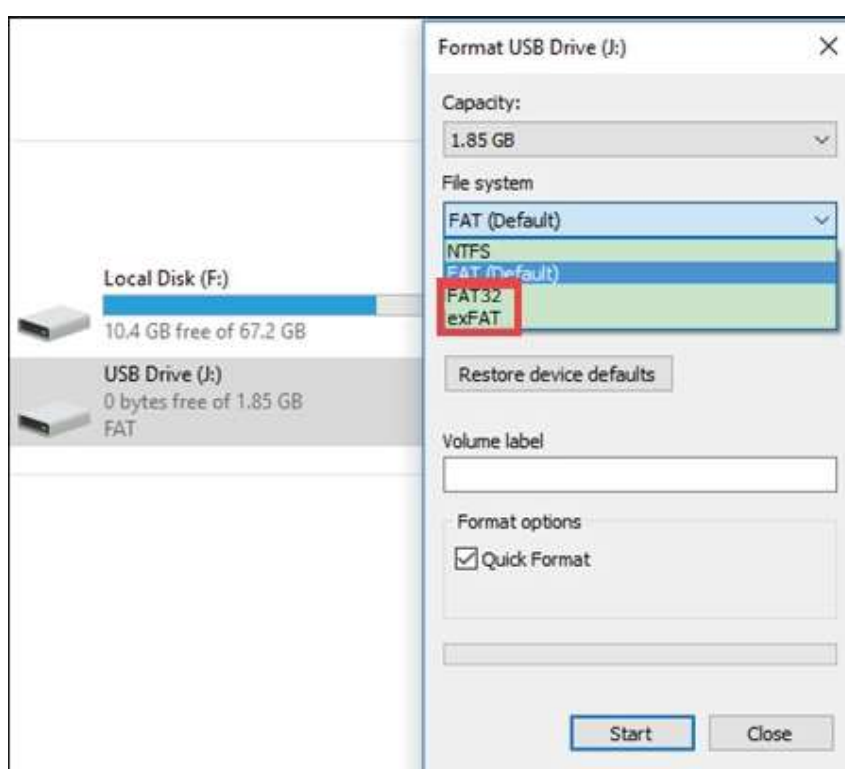 Local Disk (F:)
10.4 GB free of 67.2 GB
USB Drive (J:)
0 bytes free of 1.85 GB
FAT
Format USB Drive (J:)
Capacity:
1.85 GB
File system
FAT (Default)
NTFS
FAT (Default)
FAT32
exFAT
Restore device defaults
Volume label
Format options
Quick Format
Start
Close